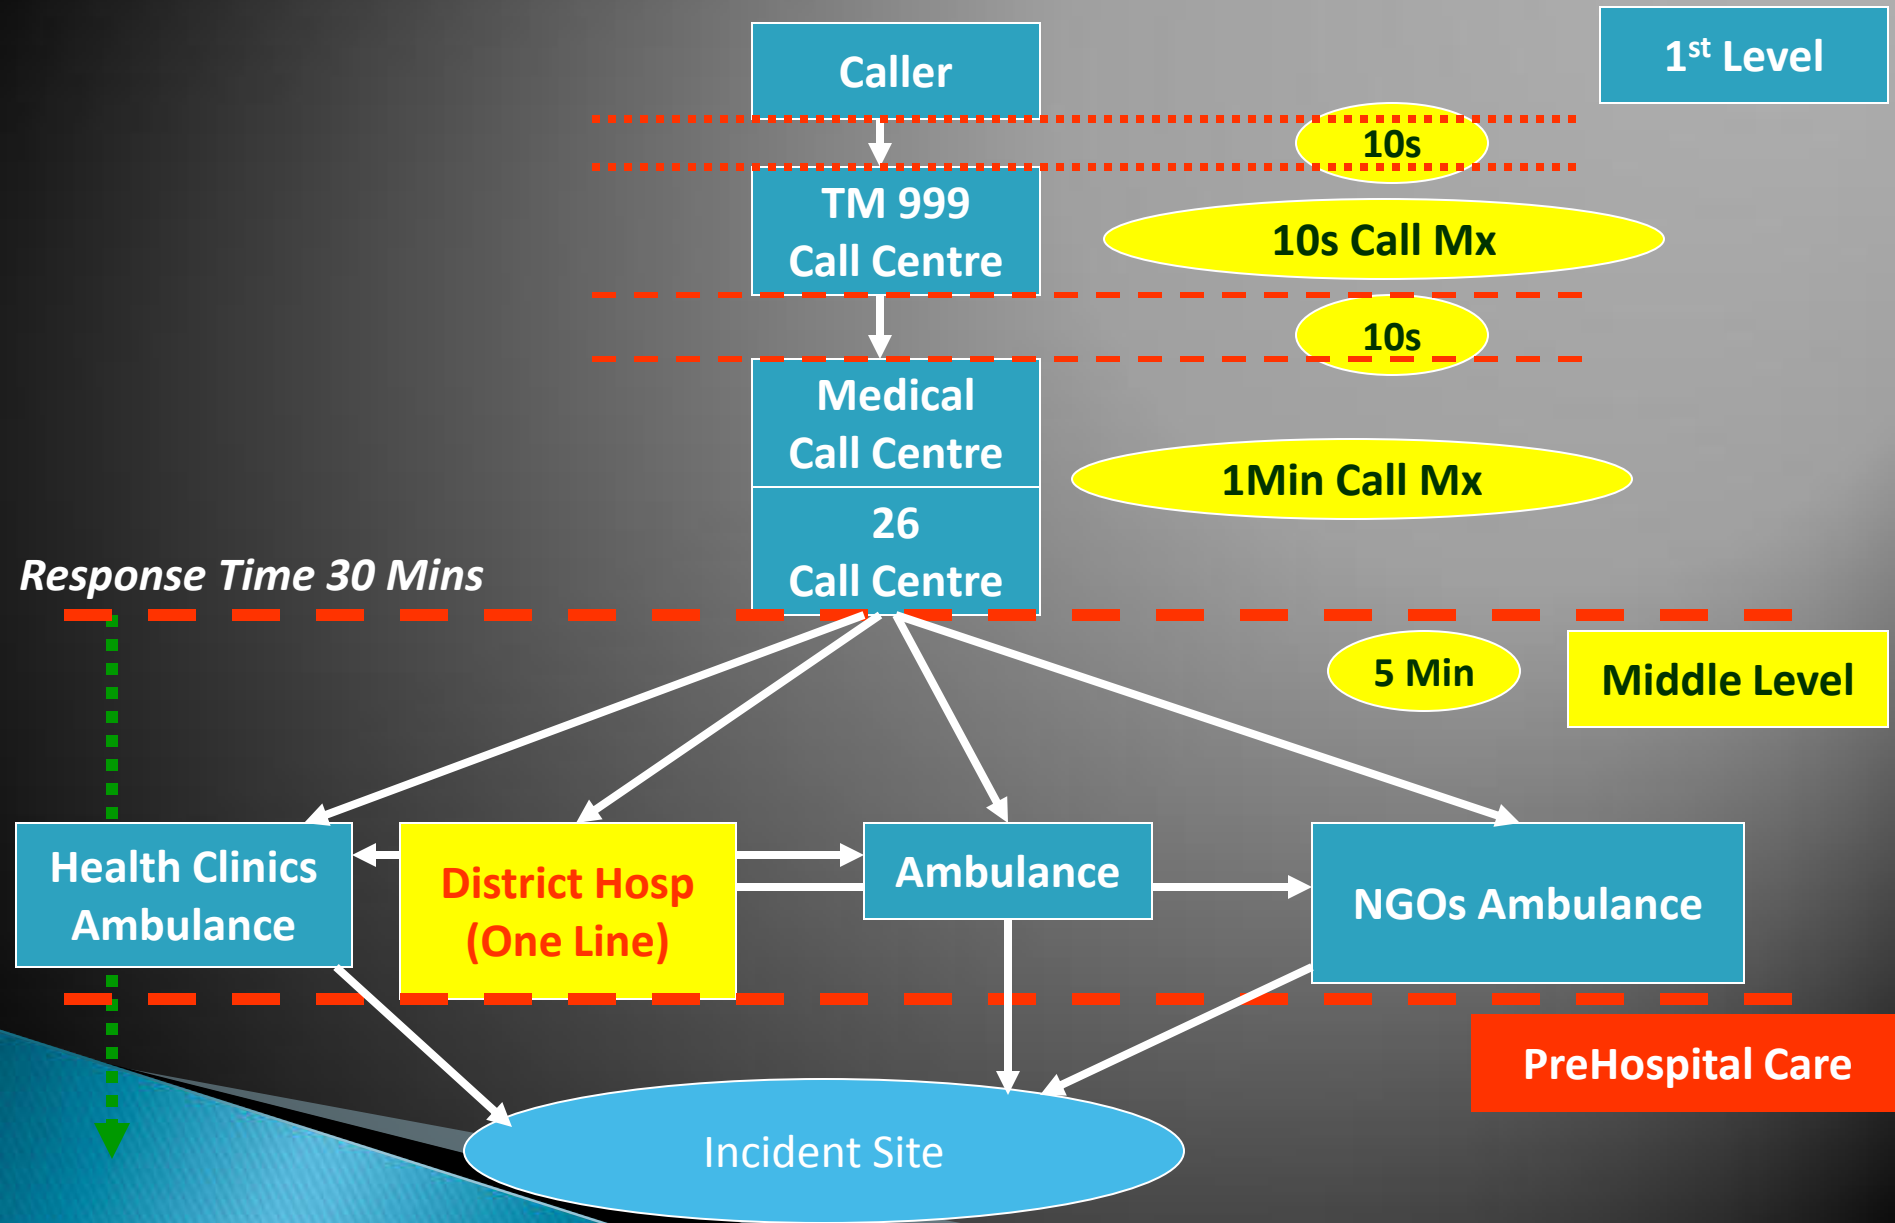 1st Level
Caller
10s
TM 999
Call Centre
10s Call Mx
10s
Medical
Call Centre
1Min Call Mx
26
Call Centre
Response Time 30 Mins
5 Min
Middle Level
Health Clinics
Ambulance
District Hosp
(One Line)
Ambulance
NGOs Ambulance
PreHospital Care
Incident Site